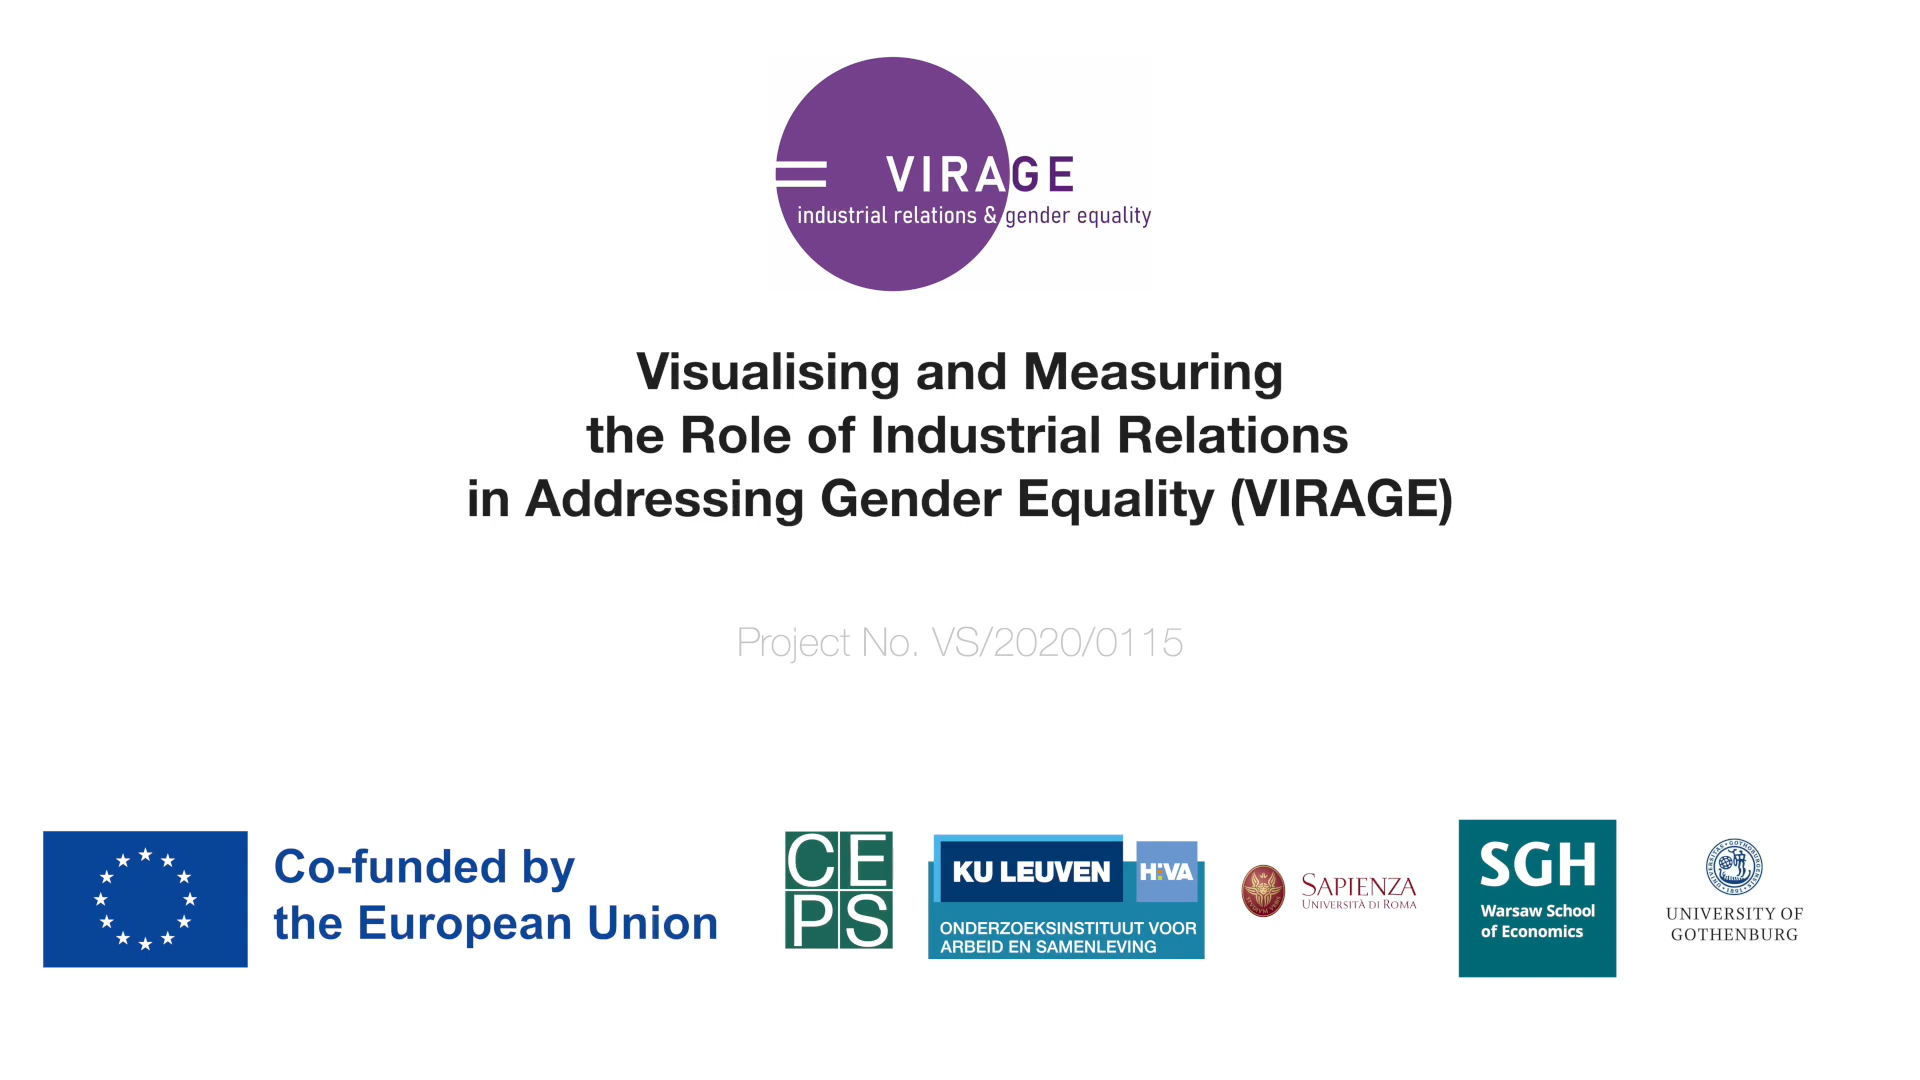 VIRAGE
industrial relations & gender equality
Visualising and Measuring
the Role of Industrial Relations
in Addressing Gender Equality (VIRAGE)
Project No. VS/2020/0115
Co-funded by
the European Union
CE
PS
KU LEUVEN
HIVA
ONDERZOEKSINSTITUUT VOOR
ARBEID EN SAMENLEVING
SAPIENZA
UNIVERSITÀ DI ROMA
SGH
Warsaw School
of Economics
UNIVERSITY OF
GOTHENBURG